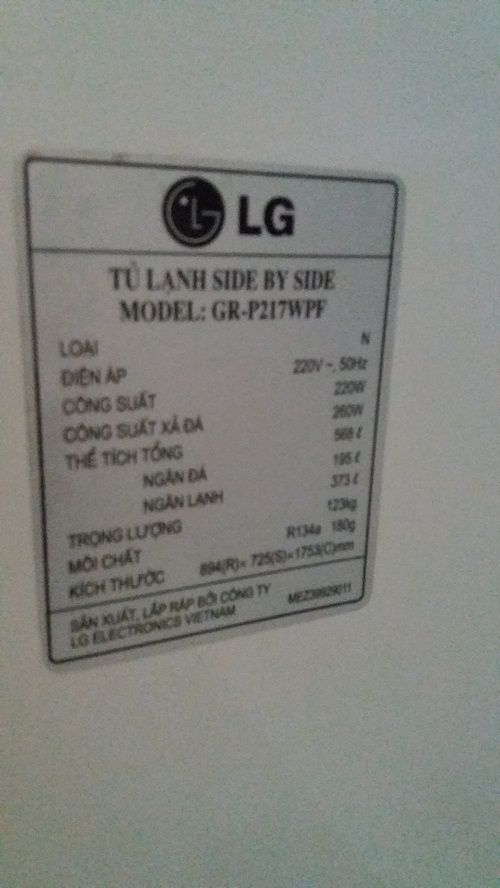 LG
TỦ LẠNH SIDE BY SIDE
MODEL: GR-P217WPF
LOẠI N
ĐIỆN ÁP 220V ~, 50Hz
CÔNG SUẤT 220W
CÔNG SUẤT XẢ ĐÁ 260W
THỂ TÍCH TỔNG 568 ℓ
NGĂN ĐÁ 195 ℓ
NGĂN LẠNH 373 ℓ
TRỌNG LƯỢNG 123kg
MÔI CHẤT R134a 180g
KÍCH THƯỚC 894(R)× 725(S)×1753(C)mm
SẢN XUẤT, LẮP RÁP BỞI CÔNG TY
LG ELECTRONICS VIETNAM MEZ39929011